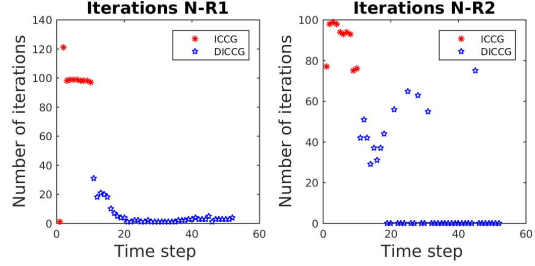 Iterations N-R1
Number of iterations
140
120
100
80
60
40
20
0
0 20 40 60
Time step
ICCG
DICCG
Iterations N-R2
Number of iterations
100
80
60
40
20
0
0 20 40 60
Time step
ICCG
DICCG